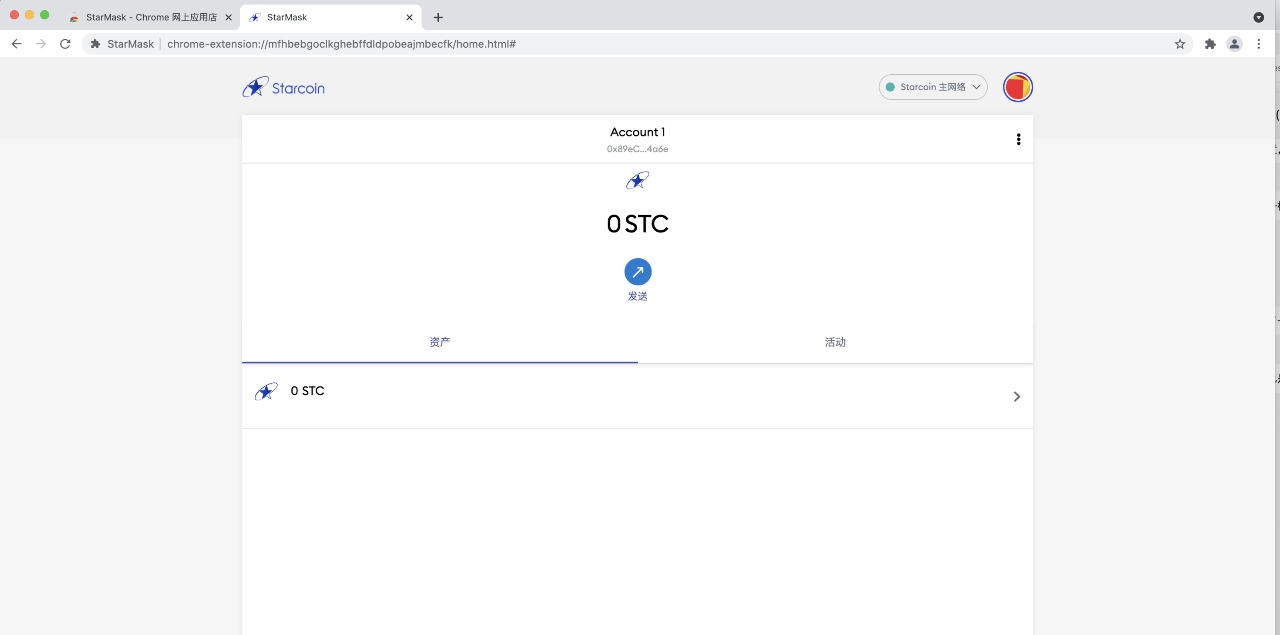 StarMask - Chrome 网上应用店
StarMask
StarMask
chrome-extension://mfhbebgoclkghebffdldpobeajmbecfk/home.html#
Starcoin
Starcoin 主网络
Account 1
0x89eC...4a6e
0 STC
发送
资产
活动
0 STC